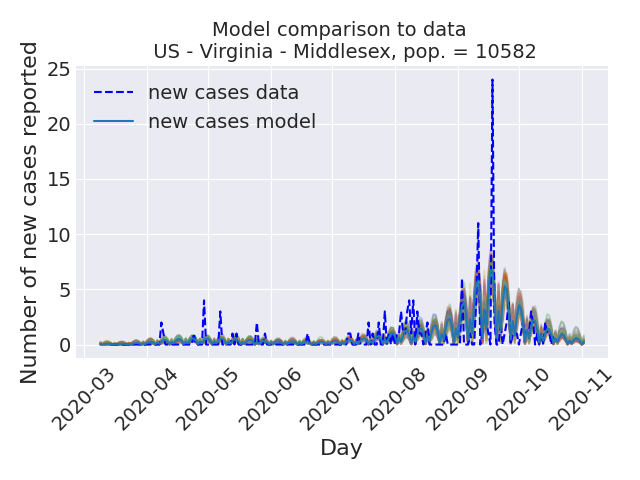 Model comparison to data
US - Virginia - Middlesex, pop. = 10582
Number of new cases reported
25
20
15
10
5
0
new cases data
new cases model
2020-03
2020-04
2020-05
2020-06
2020-07
2020-08
2020-09
2020-10
2020-11
Day